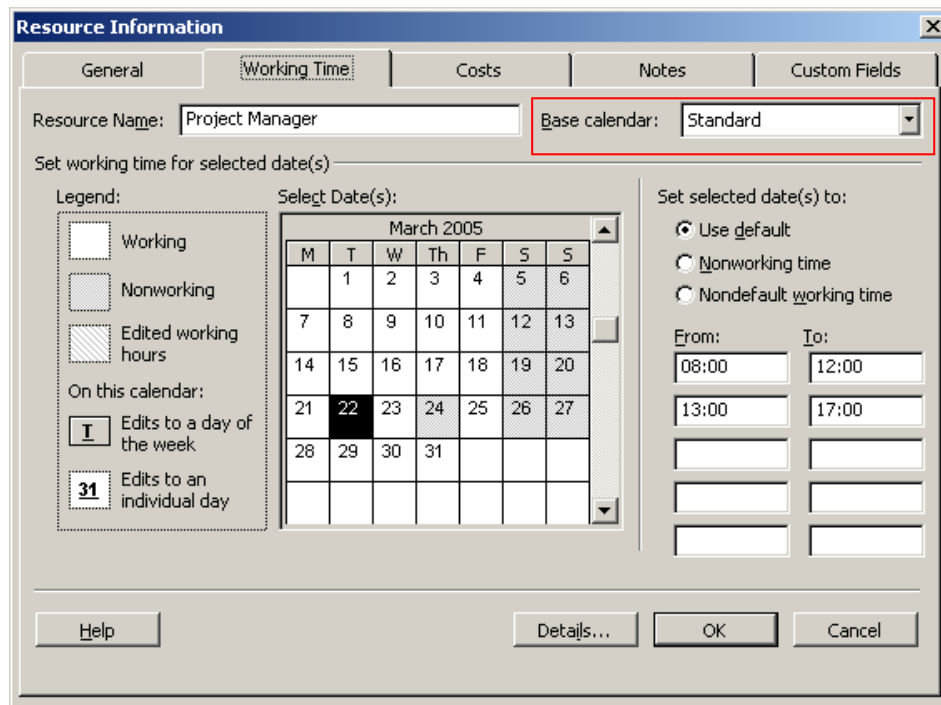 Resource Information
General Working Time Costs Notes Custom Fields
Resource Name: Project Manager Base calendar: Standard
Set working time for selected date(s)
Legend:
Working
Nonworking
Edited working
hours
On this calendar:
T Edits to a day of
the week
31 Edits to an
individual day
Select Date(s):
March 2005
M T W Th F S S
1 2 3 4 5 6
7 8 9 10 11 12 13
14 15 16 17 18 19 20
21 22 23 24 25 26 27
28 29 30 31
Set selected date(s) to:
Use default
Nonworking time
Nondefault working time
From: To:
08:00 12:00
13:00 17:00
Help Details... OK Cancel